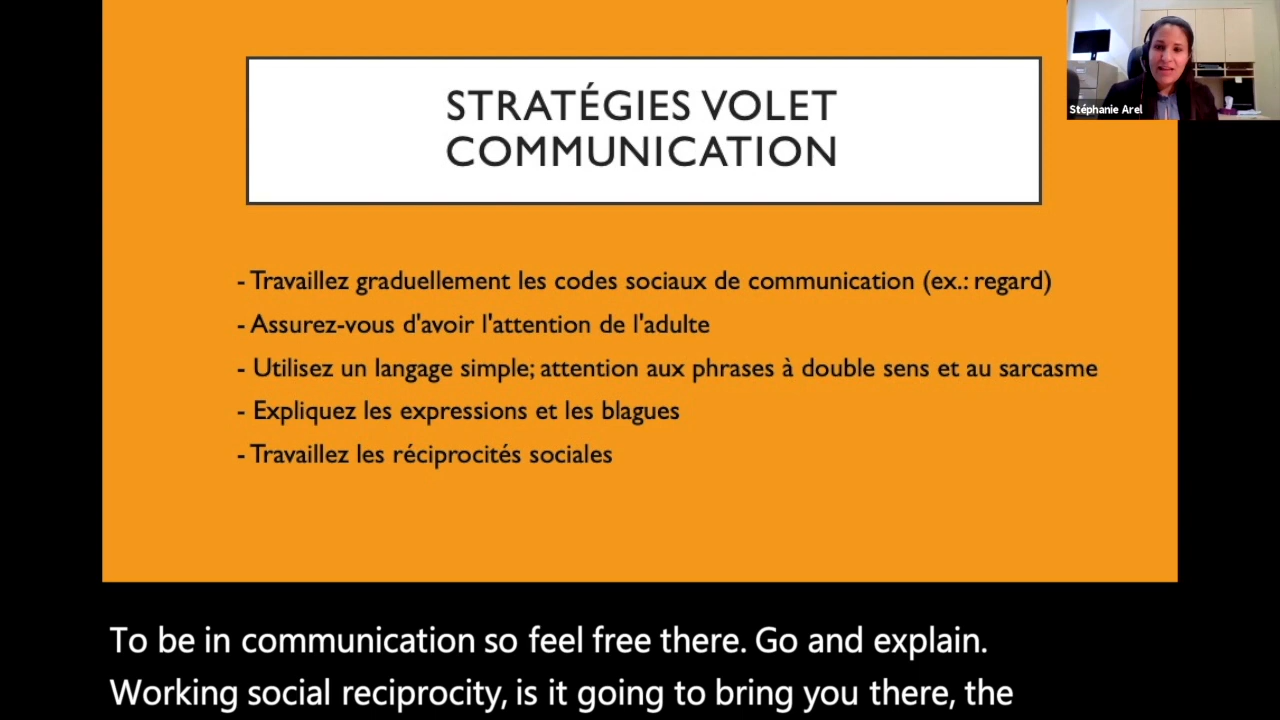 STRATÉGIES VOLET
COMMUNICATION
Stéphanie Arel
- Travaillez graduellement les codes sociaux de communication (ex.: regard)
- Assurez-vous d'avoir l'attention de l'adulte
- Utilisez un langage simple; attention aux phrases à double sens et au sarcasme
- Expliquez les expressions et les blagues
- Travaillez les réciprocités sociales
To be in communication so feel free there. Go and explain.
Working social reciprocity, is it going to bring you there, the